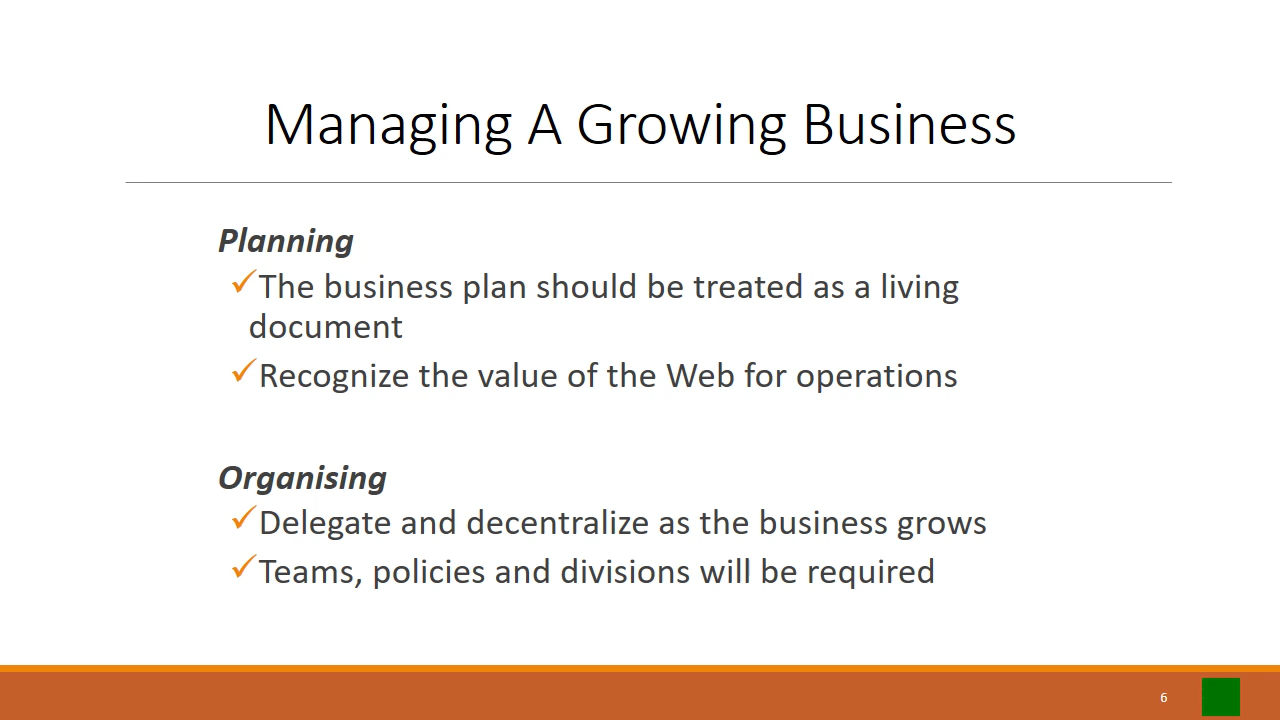 Managing A Growing Business
Planning
✓The business plan should be treated as a living
document
✓Recognize the value of the Web for operations
Organising
✓Delegate and decentralize as the business grows
✓Teams, policies and divisions will be required
6